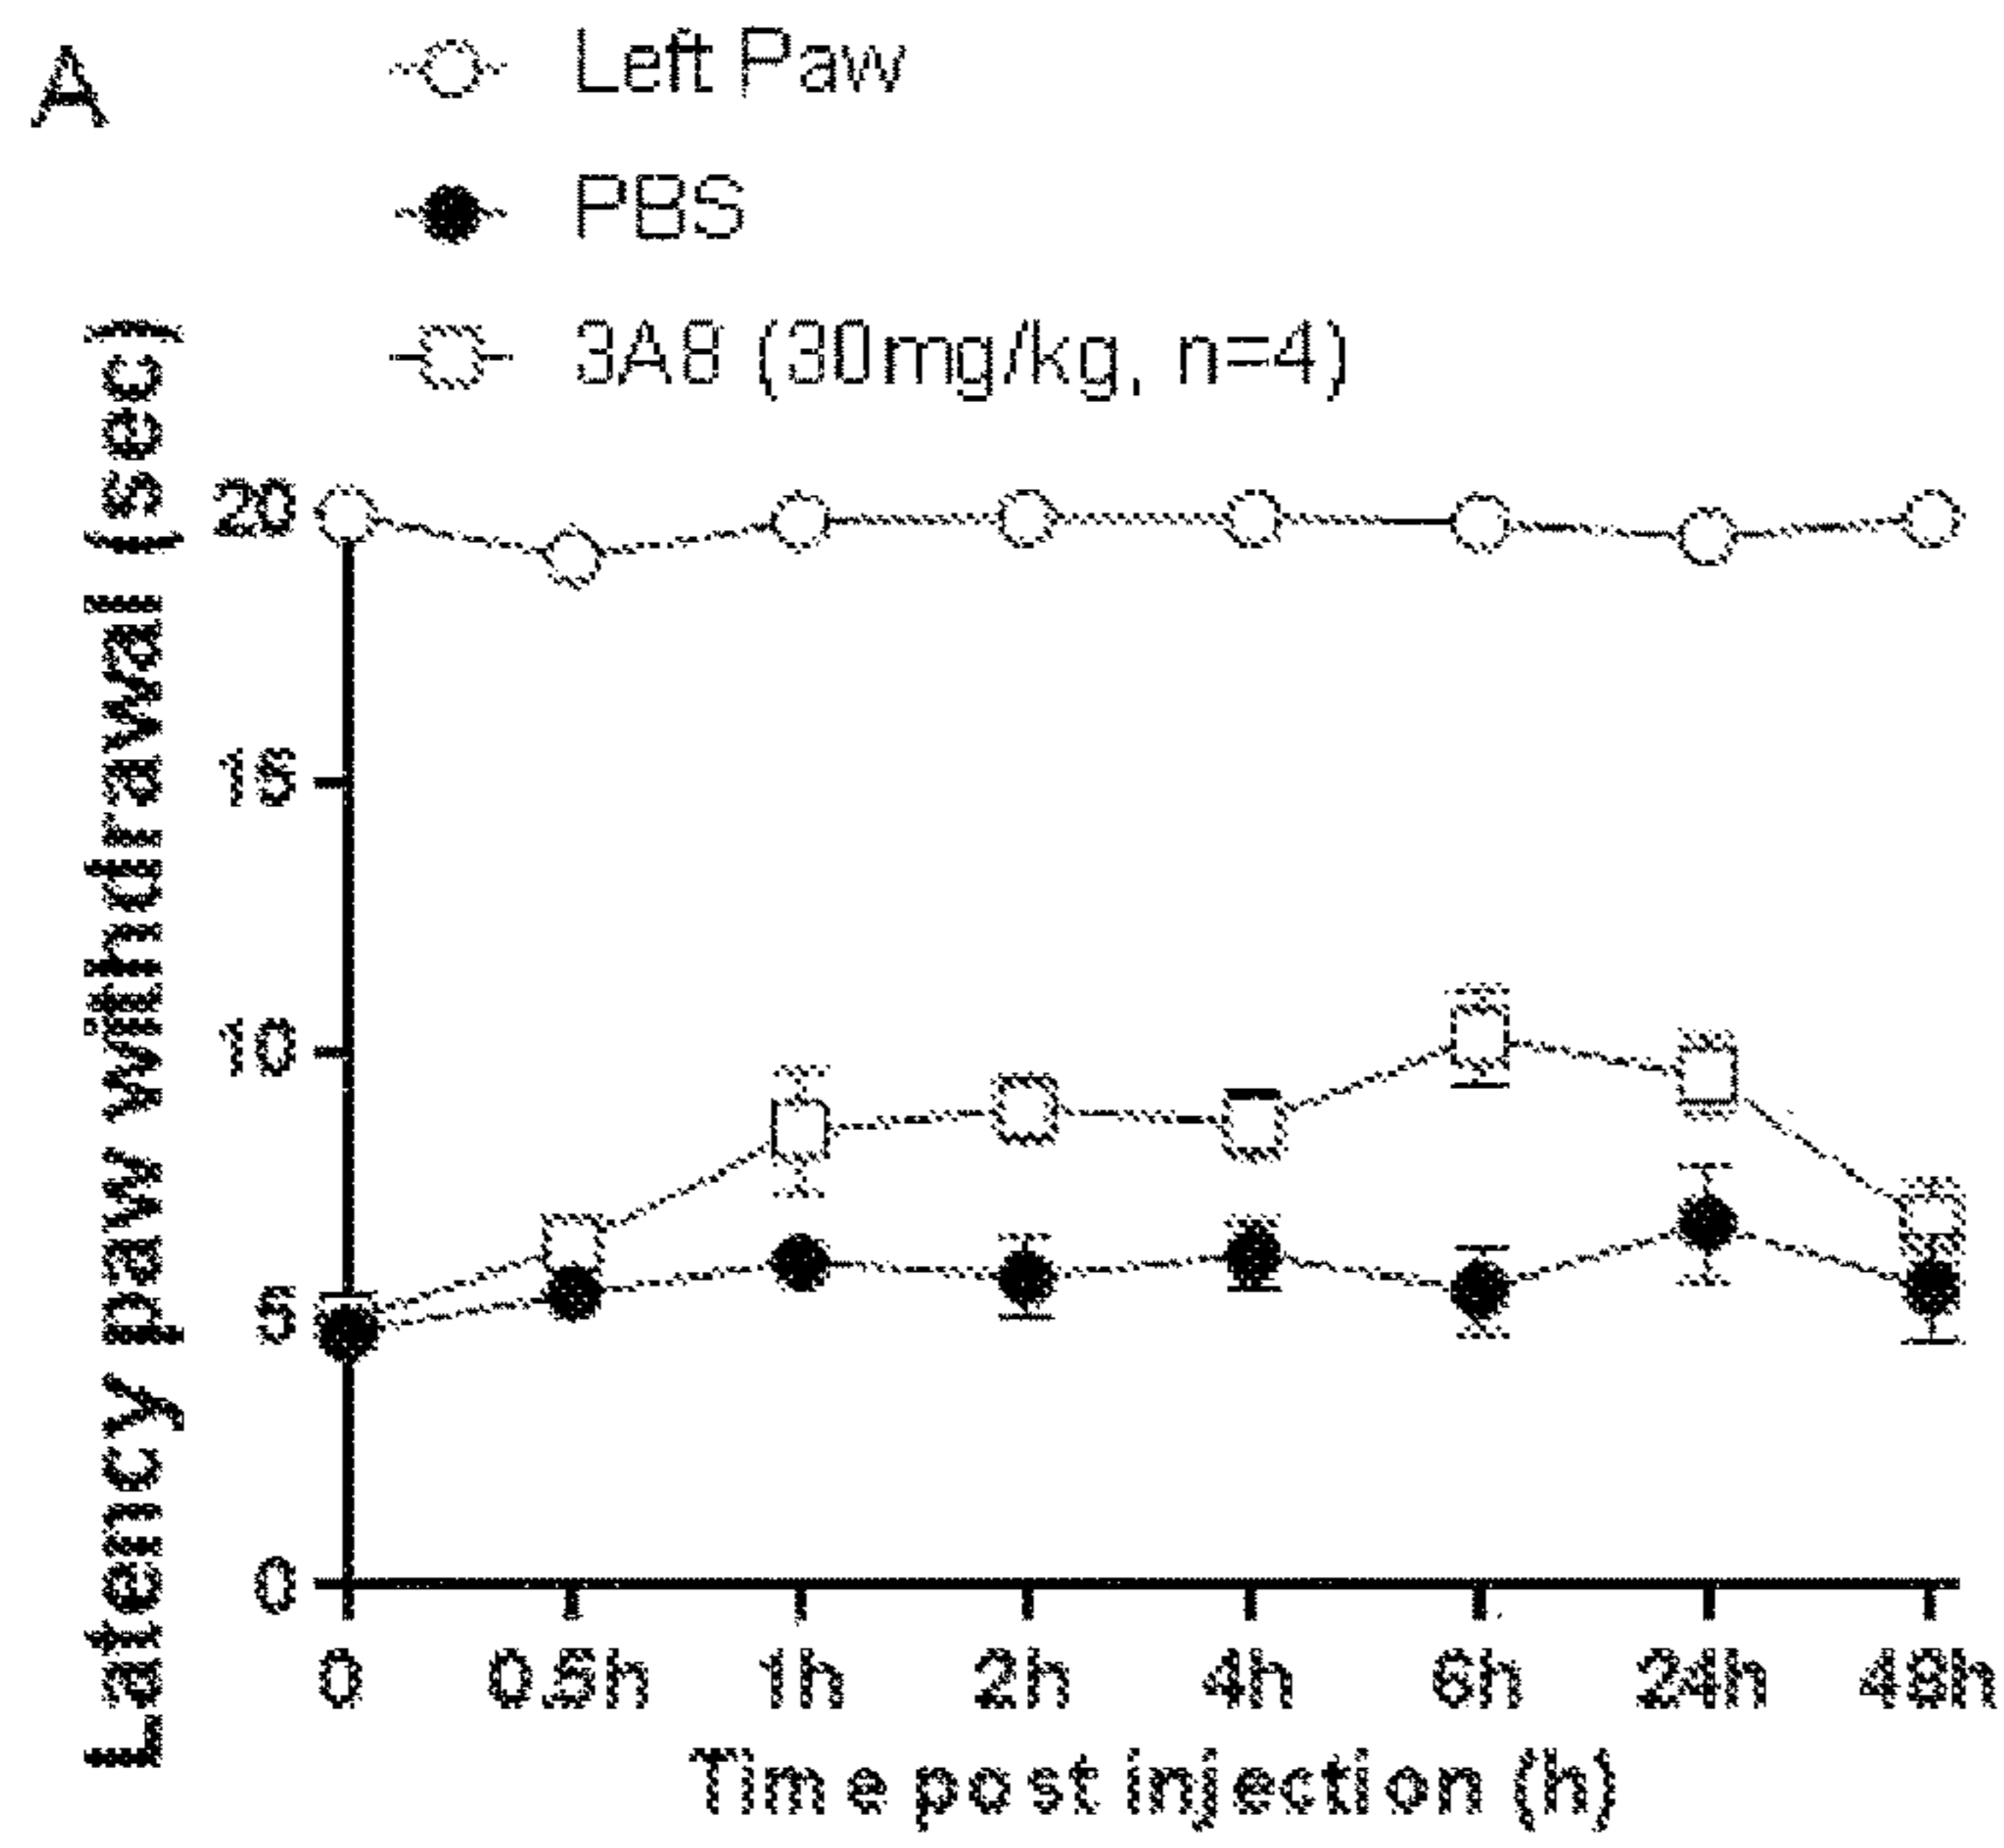 A
Left Paw
PBS
3A8 (30mg/kg, n=4)
Latency paw withdrawal [sec]
20
15
10
5
0
0 0.5h 1h 2h 4h 6h 24h 48h
Time post injection (h)